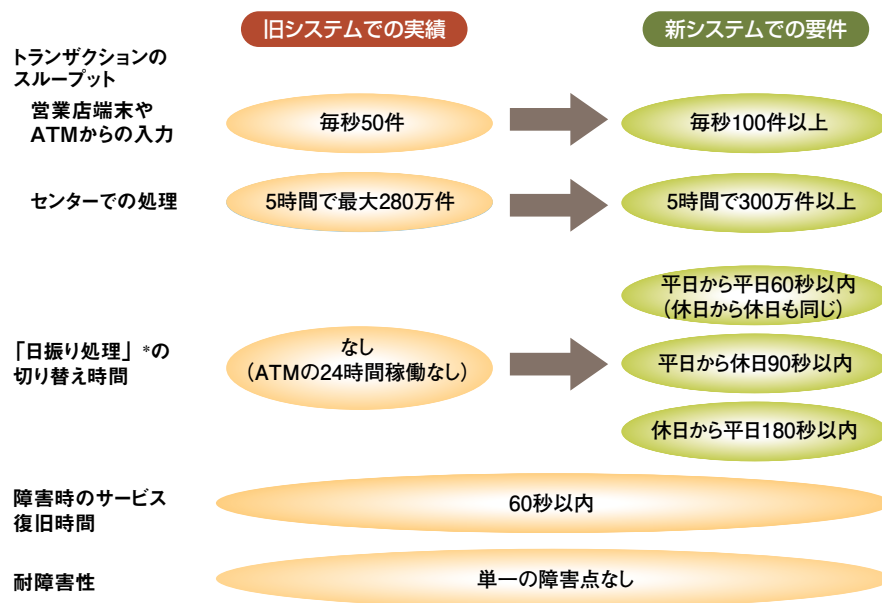 旧システムでの実績
新システムでの要件
トランザクションの
スループット
営業店端末や
ATMからの入力
毎秒50件
毎秒100件以上
センターでの処理
5時間で最大280万件
5時間で300万件以上
「日振り処理」*の
切り替え時間
なし
(ATMの24時間稼働なし)
平日から平日60秒以内
(休日から休日も同じ)
平日から休日90秒以内
休日から平日180秒以内
障害時のサービス
復旧時間
60秒以内
耐障害性
単一の障害点なし